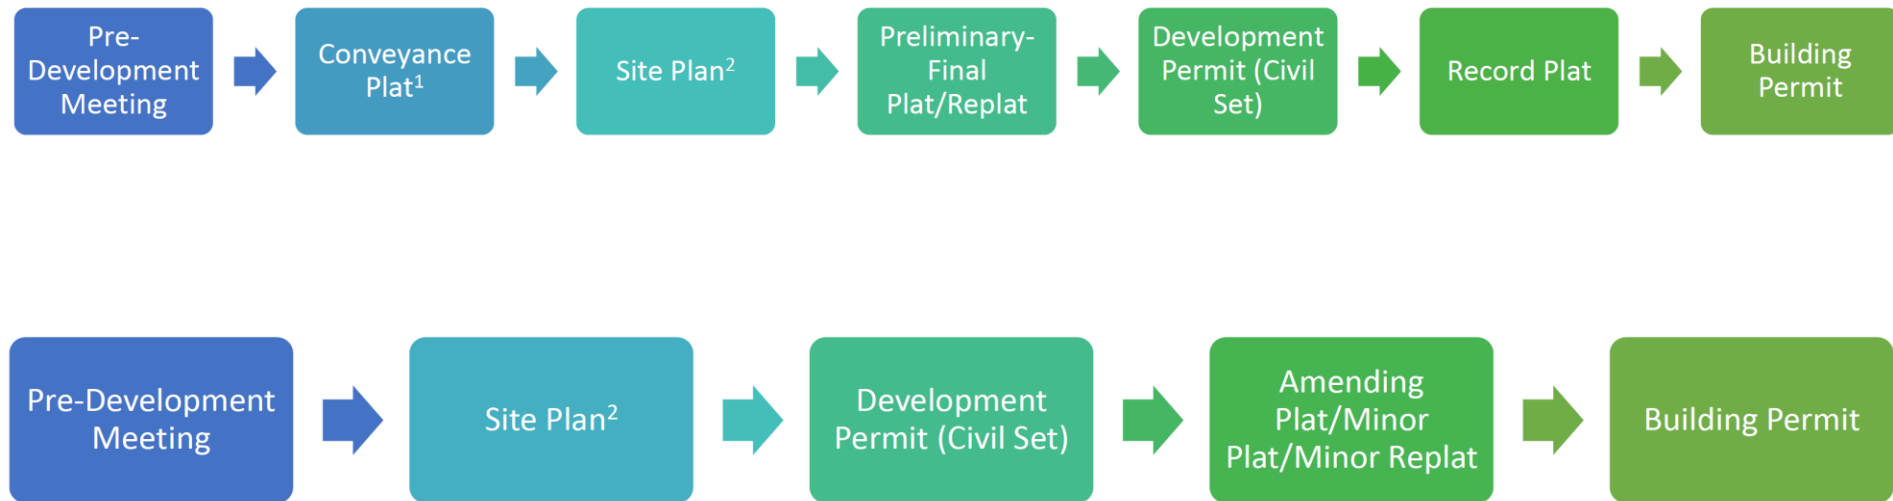 Pre-
Development
Meeting
Conveyance
Plat¹
Site Plan²
Preliminary-
Final
Plat/Replat
Development
Permit (Civil
Set)
Record Plat
Building
Permit
Pre-Development
Meeting
Site Plan²
Development
Permit (Civil Set)
Amending
Plat/Minor
Plat/Minor Replat
Building Permit